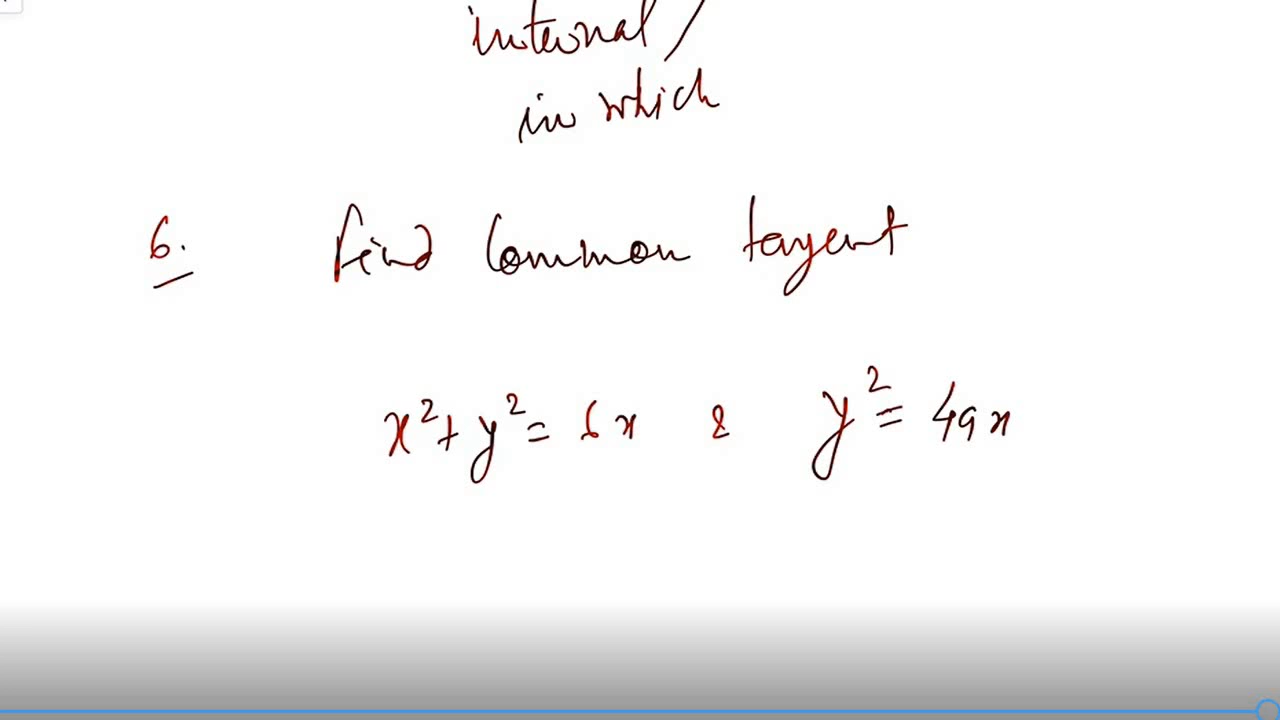 internal /
in which
6. find Common tangent
x² + y² = 6x & y² = 4ax